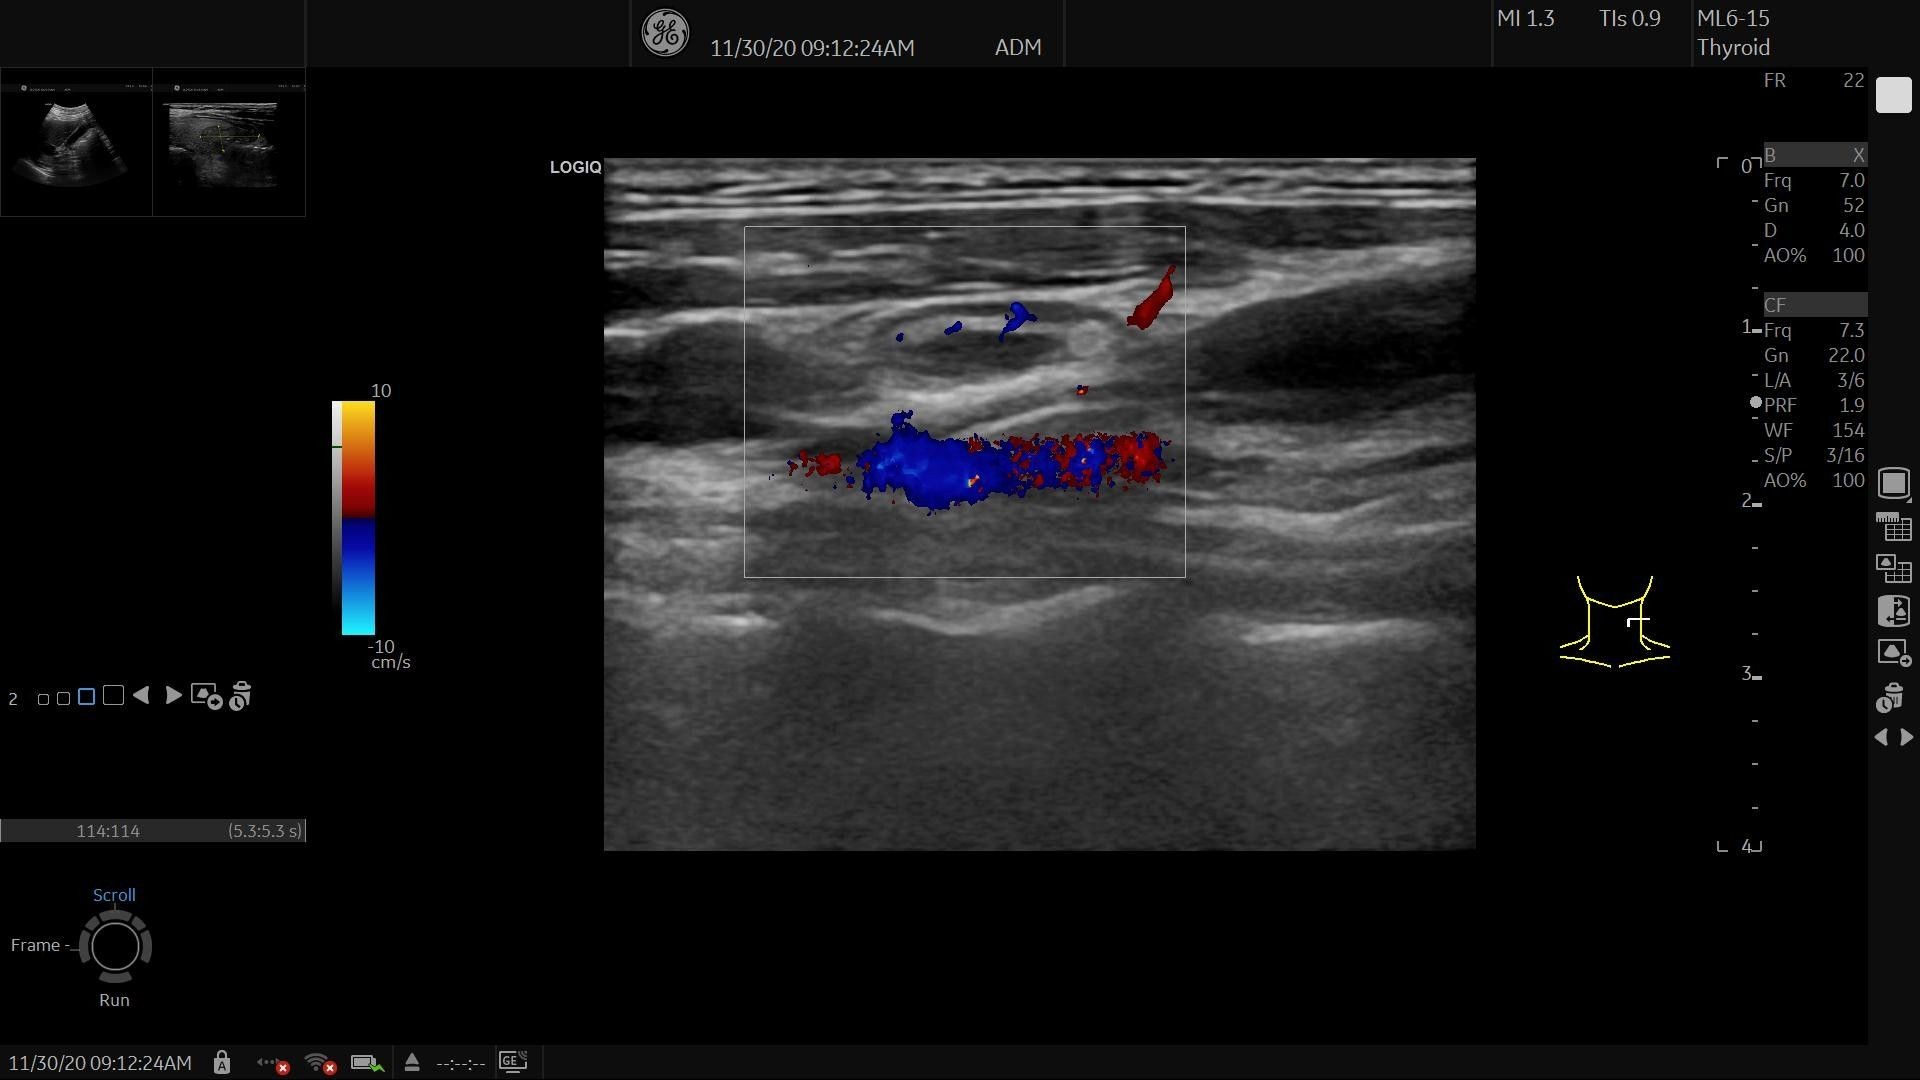 11/30/20 09:12:24AM ADM
MI 1.3 TIs 0.9
ML6-15
Thyroid
FR 22
LOGIQ
B X
Frq 7.0
Gn 52
D 4.0
AO% 100
CF
Frq 7.3
Gn 22.0
L/A 3/6
PRF 1.9
WF 154
S/P 3/16
AO% 100
0
1
2
3
4
10
-10
cm/s
2
114:114 (5.3:5.3 s)
Scroll
Frame -
Run
11/30/20 09:12:24AM A --:--:-- GE